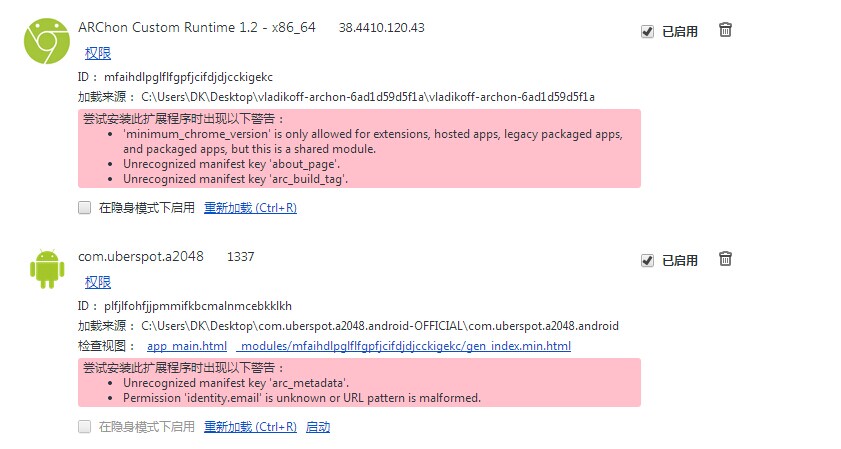 ARChon Custom Runtime 1.2 - x86_64 38.4410.120.43 已启用
权限
ID： mfaihdlpglflfgpfjcifdjdjcckigekc
加载来源： C:\Users\DK\Desktop\vladikoff-archon-6ad1d59d5f1a\vladikoff-archon-6ad1d59d5f1a
尝试安装此扩展程序时出现以下警告：
• 'minimum_chrome_version' is only allowed for extensions, hosted apps, legacy packaged apps,
and packaged apps, but this is a shared module.
• Unrecognized manifest key 'about_page'.
• Unrecognized manifest key 'arc_build_tag'.
在隐身模式下启用 重新加载 (Ctrl+R)
com.uberspot.a2048 1337 已启用
权限
ID： plfjlfohfjjpmmifkbcmalnmcebkklkh
加载来源： C:\Users\DK\Desktop\com.uberspot.a2048.android-OFFICIAL\com.uberspot.a2048.android
检查视图： app_main.html _modules/mfaihdlpglflfgpfjcifdjdjcckigekc/gen_index.min.html
尝试安装此扩展程序时出现以下警告：
• Unrecognized manifest key 'arc_metadata'.
• Permission 'identity.email' is unknown or URL pattern is malformed.
在隐身模式下启用 重新加载 (Ctrl+R) 启动